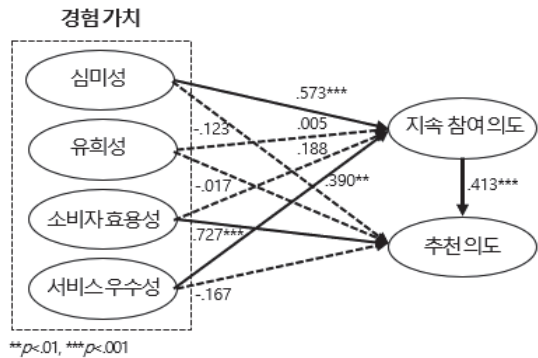 경험 가치
심미성
유희성
소비자 효용성
서비스 우수성
.573***
-.123
.005
.188
-.017
.390**
.727***
-.167
지속 참여 의도
.413***
추천 의도
**p<.01, ***p<.001